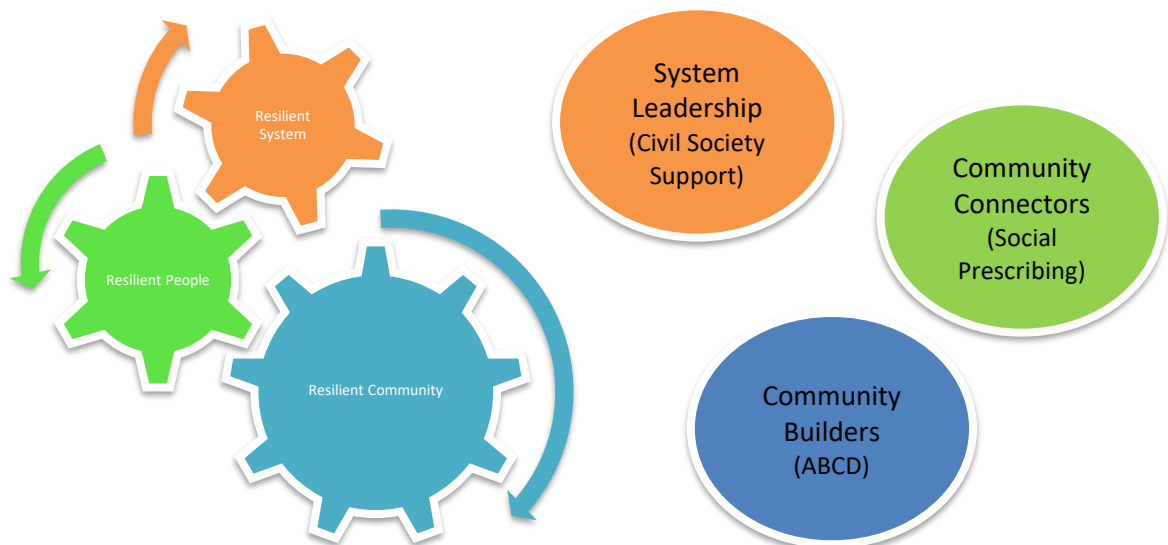 Resilient
System
Resilient People
Resilient Community
System
Leadership
(Civil Society
Support)
Community
Connectors
(Social
Prescribing)
Community
Builders
(ABCD)